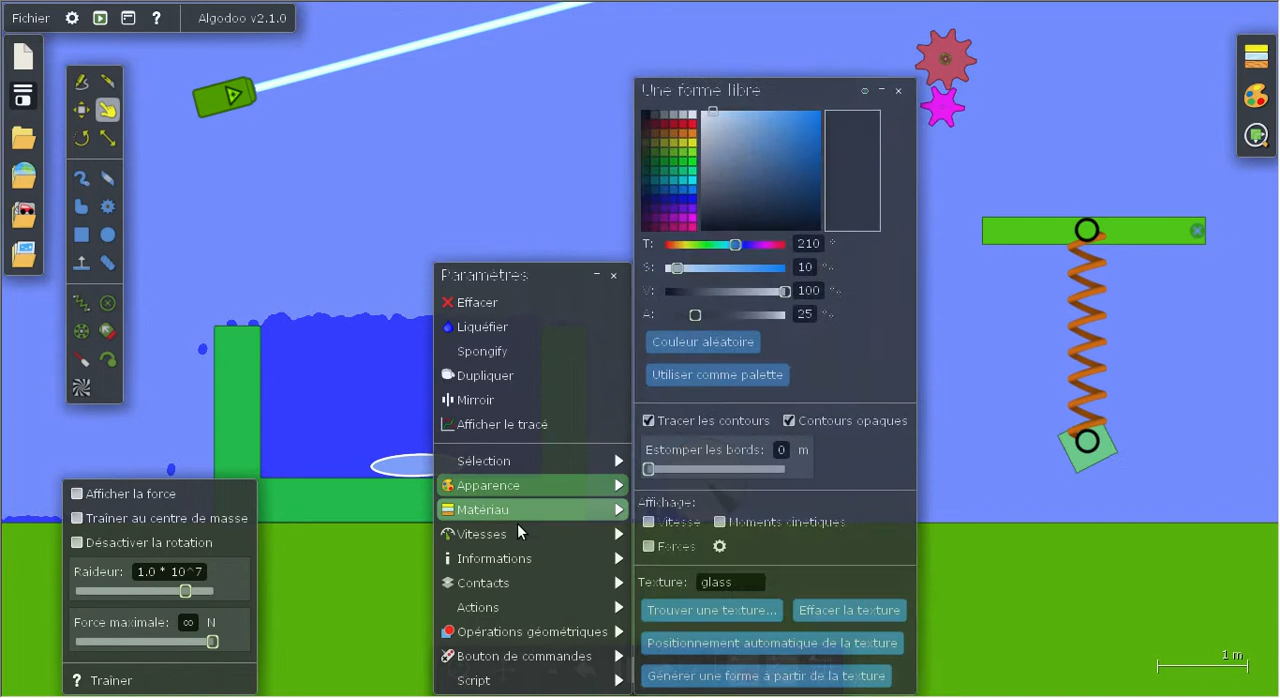 Fichier
Algodoo v2.1.0
Une forme libre
T: 210 °
S: 10 %
V: 100 %
A: 25 %
Couleur aléatoire
Utiliser comme palette
Tracer les contours
Contours opaques
Estomper les bords: 0 m
Affichage:
Vitesse
Moments cinétiques
Forces
Texture: glass
Trouver une texture...
Effacer la texture
Positionnement automatique de la texture
Générer une forme à partir de la texture
Paramètres
Effacer
Liquéfier
Spongify
Dupliquer
Mirroir
Afficher le tracé
Sélection
Apparence
Matériau
Vitesses
Informations
Contacts
Actions
Opérations géométriques
Bouton de commandes
Script
Afficher la force
Traîner au centre de masse
Désactiver la rotation
Raideur: 1.0 * 10^7
Force maximale: ∞ N
? Traîner
1 m